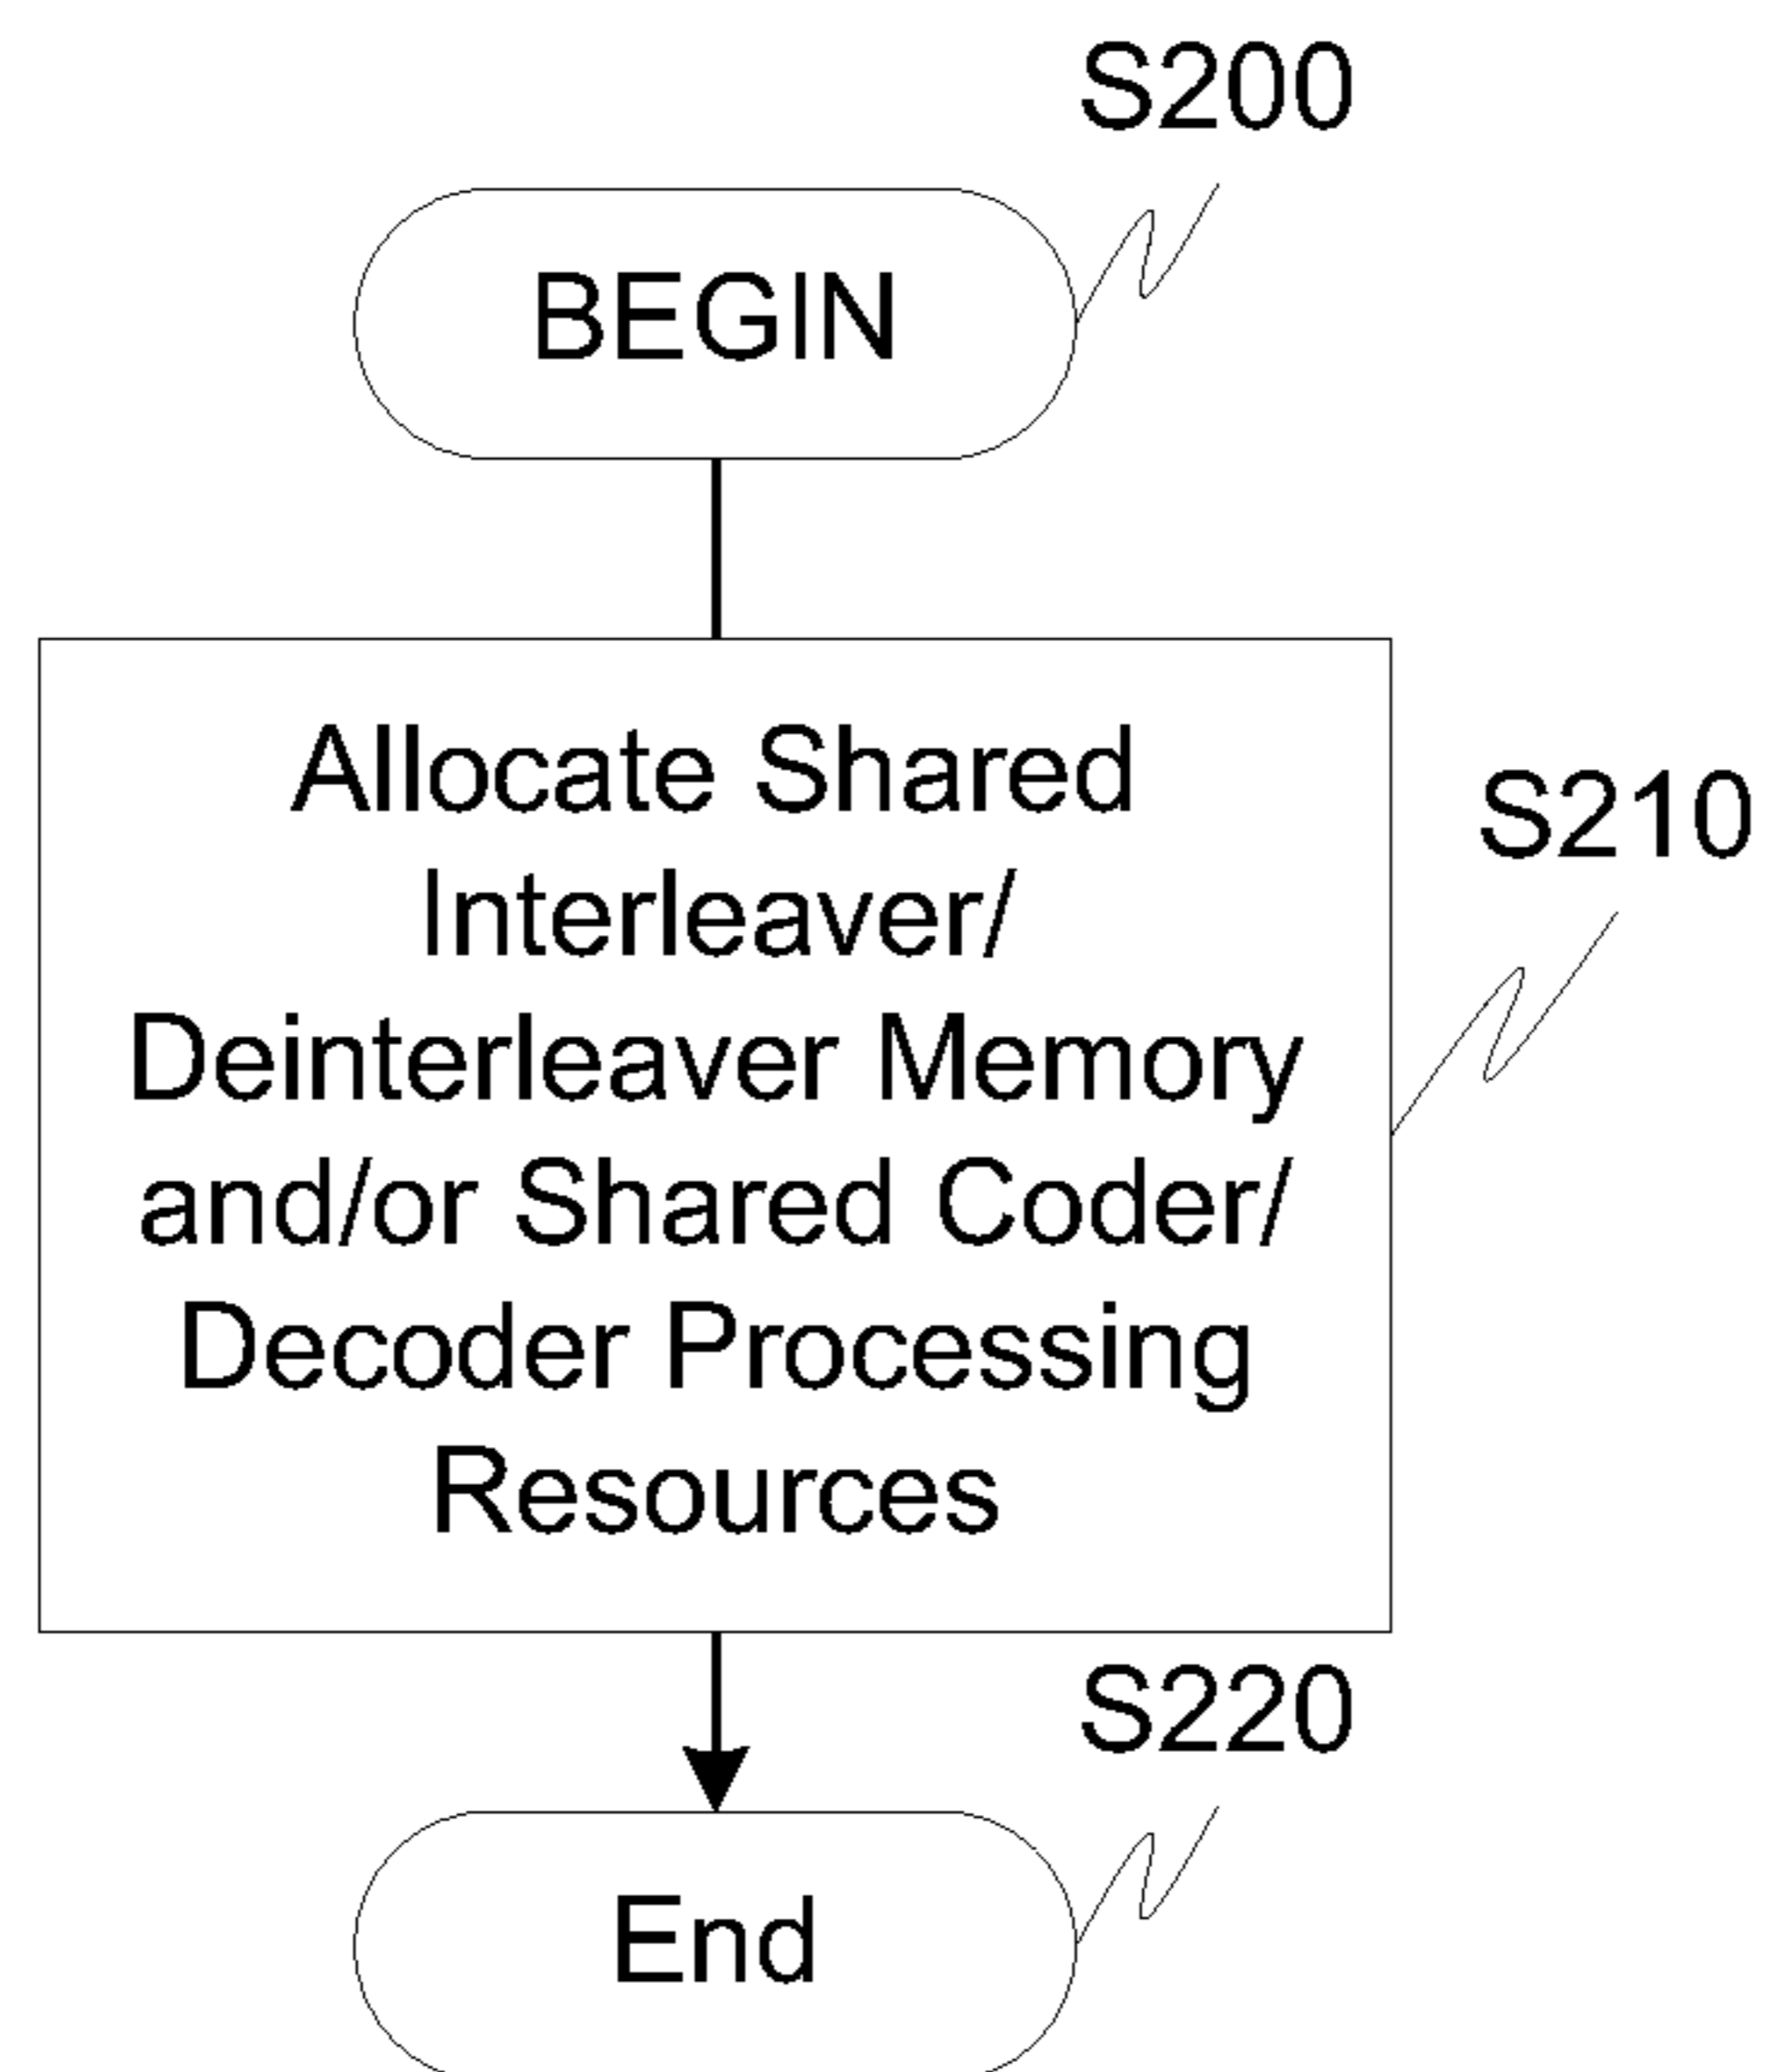 S200
BEGIN
Allocate Shared
Interleaver/
Deinterleaver Memory
and/or Shared Coder/
Decoder Processing
Resources
S210
S220
End